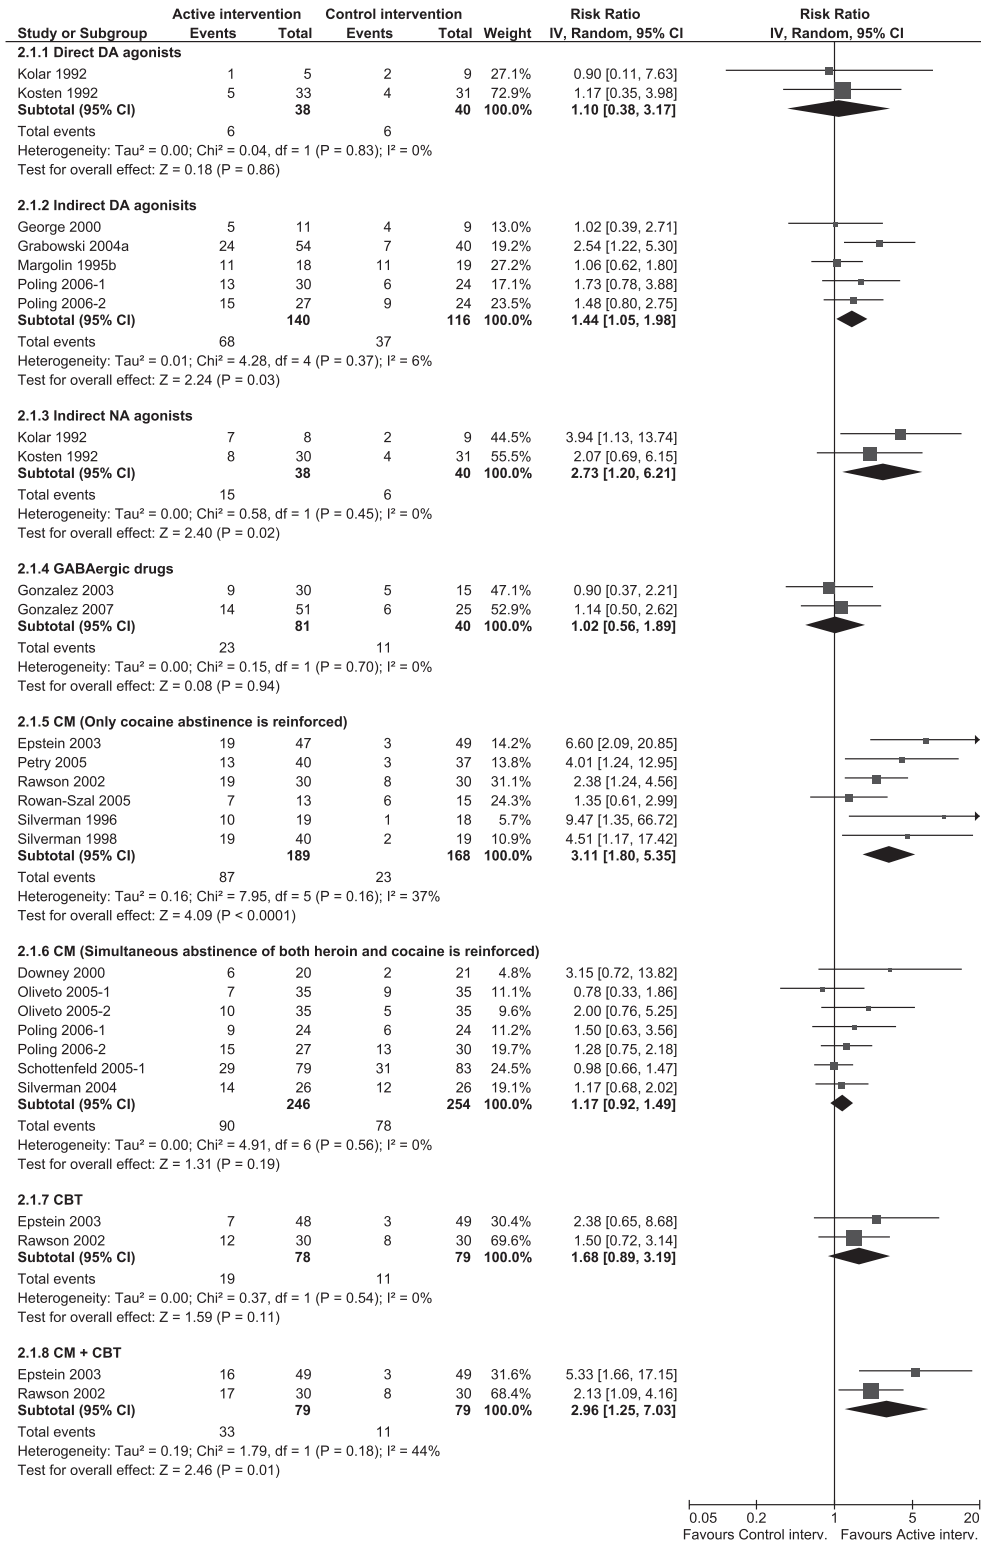 Active intervention Control intervention Risk Ratio Risk Ratio
Study or Subgroup Events Total Events Total Weight IV, Random, 95% CI IV, Random, 95% CI
2.1.1 Direct DA agonists
Kolar 1992 1 5 2 9 27.1% 0.90 [0.11, 7.63]
Kosten 1992 5 33 4 31 72.9% 1.17 [0.35, 3.98]
Subtotal (95% CI) 38 40 100.0% 1.10 [0.38, 3.17]
Total events 6 6
Heterogeneity: Tau² = 0.00; Chi² = 0.04, df = 1 (P = 0.83); I² = 0%
Test for overall effect: Z = 0.18 (P = 0.86)
2.1.2 Indirect DA agonisits
George 2000 5 11 4 9 13.0% 1.02 [0.39, 2.71]
Grabowski 2004a 24 54 7 40 19.2% 2.54 [1.22, 5.30]
Margolin 1995b 11 18 11 19 27.2% 1.06 [0.62, 1.80]
Poling 2006-1 13 30 6 24 17.1% 1.73 [0.78, 3.88]
Poling 2006-2 15 27 9 24 23.5% 1.48 [0.80, 2.75]
Subtotal (95% CI) 140 116 100.0% 1.44 [1.05, 1.98]
Total events 68 37
Heterogeneity: Tau² = 0.01; Chi² = 4.28, df = 4 (P = 0.37); I² = 6%
Test for overall effect: Z = 2.24 (P = 0.03)
2.1.3 Indirect NA agonists
Kolar 1992 7 8 2 9 44.5% 3.94 [1.13, 13.74]
Kosten 1992 8 30 4 31 55.5% 2.07 [0.69, 6.15]
Subtotal (95% CI) 38 40 100.0% 2.73 [1.20, 6.21]
Total events 15 6
Heterogeneity: Tau² = 0.00; Chi² = 0.58, df = 1 (P = 0.45); I² = 0%
Test for overall effect: Z = 2.40 (P = 0.02)
2.1.4 GABAergic drugs
Gonzalez 2003 9 30 5 15 47.1% 0.90 [0.37, 2.21]
Gonzalez 2007 14 51 6 25 52.9% 1.14 [0.50, 2.62]
Subtotal (95% CI) 81 40 100.0% 1.02 [0.56, 1.89]
Total events 23 11
Heterogeneity: Tau² = 0.00; Chi² = 0.15, df = 1 (P = 0.70); I² = 0%
Test for overall effect: Z = 0.08 (P = 0.94)
2.1.5 CM (Only cocaine abstinence is reinforced)
Epstein 2003 19 47 3 49 14.2% 6.60 [2.09, 20.85]
Petry 2005 13 40 3 37 13.8% 4.01 [1.24, 12.95]
Rawson 2002 19 30 8 30 31.1% 2.38 [1.24, 4.56]
Rowan-Szal 2005 7 13 6 15 24.3% 1.35 [0.61, 2.99]
Silverman 1996 10 19 1 18 5.7% 9.47 [1.35, 66.72]
Silverman 1998 19 40 2 19 10.9% 4.51 [1.17, 17.42]
Subtotal (95% CI) 189 168 100.0% 3.11 [1.80, 5.35]
Total events 87 23
Heterogeneity: Tau² = 0.16; Chi² = 7.95, df = 5 (P = 0.16); I² = 37%
Test for overall effect: Z = 4.09 (P < 0.0001)
2.1.6 CM (Simultaneous abstinence of both heroin and cocaine is reinforced)
Downey 2000 6 20 2 21 4.8% 3.15 [0.72, 13.82]
Oliveto 2005-1 7 35 9 35 11.1% 0.78 [0.33, 1.86]
Oliveto 2005-2 10 35 5 35 9.6% 2.00 [0.76, 5.25]
Poling 2006-1 9 24 6 24 11.2% 1.50 [0.63, 3.56]
Poling 2006-2 15 27 13 30 19.7% 1.28 [0.75, 2.18]
Schottenfeld 2005-1 29 79 31 83 24.5% 0.98 [0.66, 1.47]
Silverman 2004 14 26 12 26 19.1% 1.17 [0.68, 2.02]
Subtotal (95% CI) 246 254 100.0% 1.17 [0.92, 1.49]
Total events 90 78
Heterogeneity: Tau² = 0.00; Chi² = 4.91, df = 6 (P = 0.56); I² = 0%
Test for overall effect: Z = 1.31 (P = 0.19)
2.1.7 CBT
Epstein 2003 7 48 3 49 30.4% 2.38 [0.65, 8.68]
Rawson 2002 12 30 8 30 69.6% 1.50 [0.72, 3.14]
Subtotal (95% CI) 78 79 100.0% 1.68 [0.89, 3.19]
Total events 19 11
Heterogeneity: Tau² = 0.00; Chi² = 0.37, df = 1 (P = 0.54); I² = 0%
Test for overall effect: Z = 1.59 (P = 0.11)
2.1.8 CM + CBT
Epstein 2003 16 49 3 49 31.6% 5.33 [1.66, 17.15]
Rawson 2002 17 30 8 30 68.4% 2.13 [1.09, 4.16]
Subtotal (95% CI) 79 79 100.0% 2.96 [1.25, 7.03]
Total events 33 11
Heterogeneity: Tau² = 0.19; Chi² = 1.79, df = 1 (P = 0.18); I² = 44%
Test for overall effect: Z = 2.46 (P = 0.01)
0.05 0.2 1 5 20
Favours Control interv. Favours Active interv.